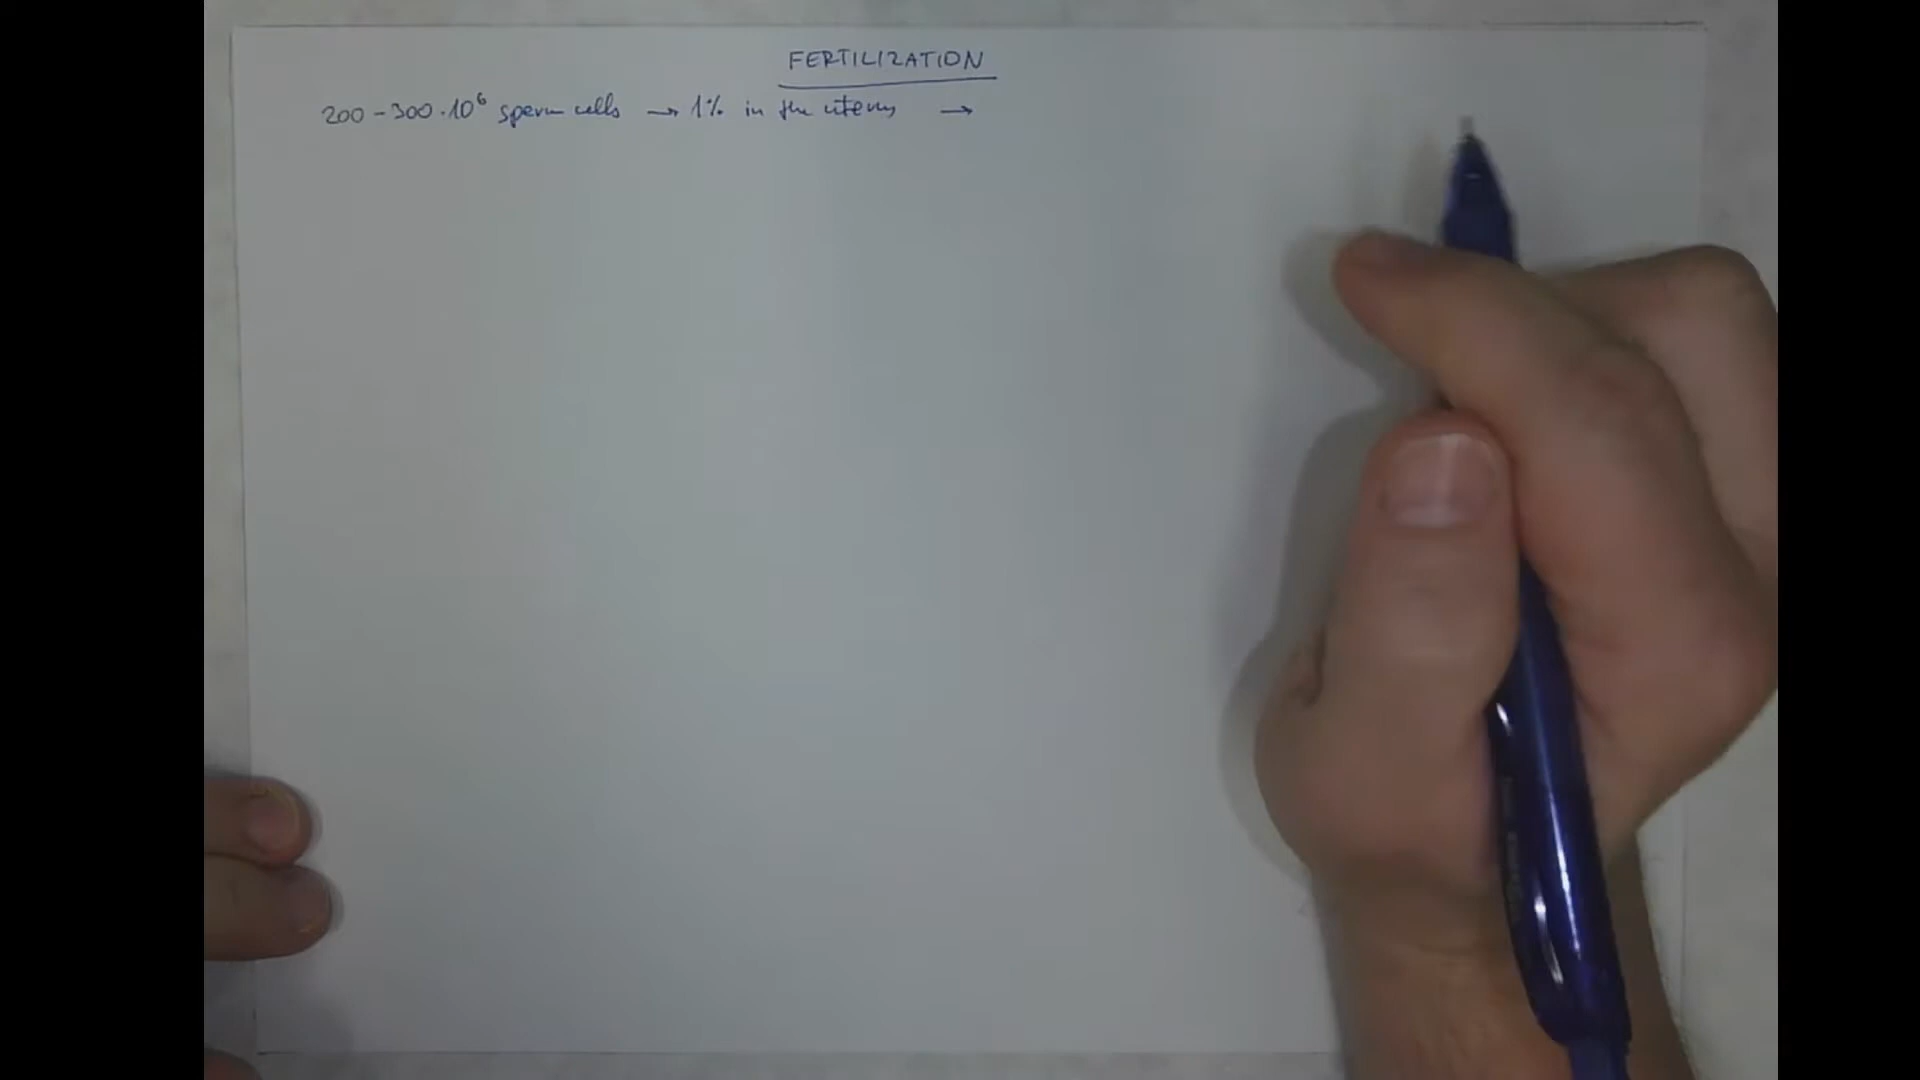 FERTILIZATION
200-300·10⁶ sperm cells → 1% in the uterus →